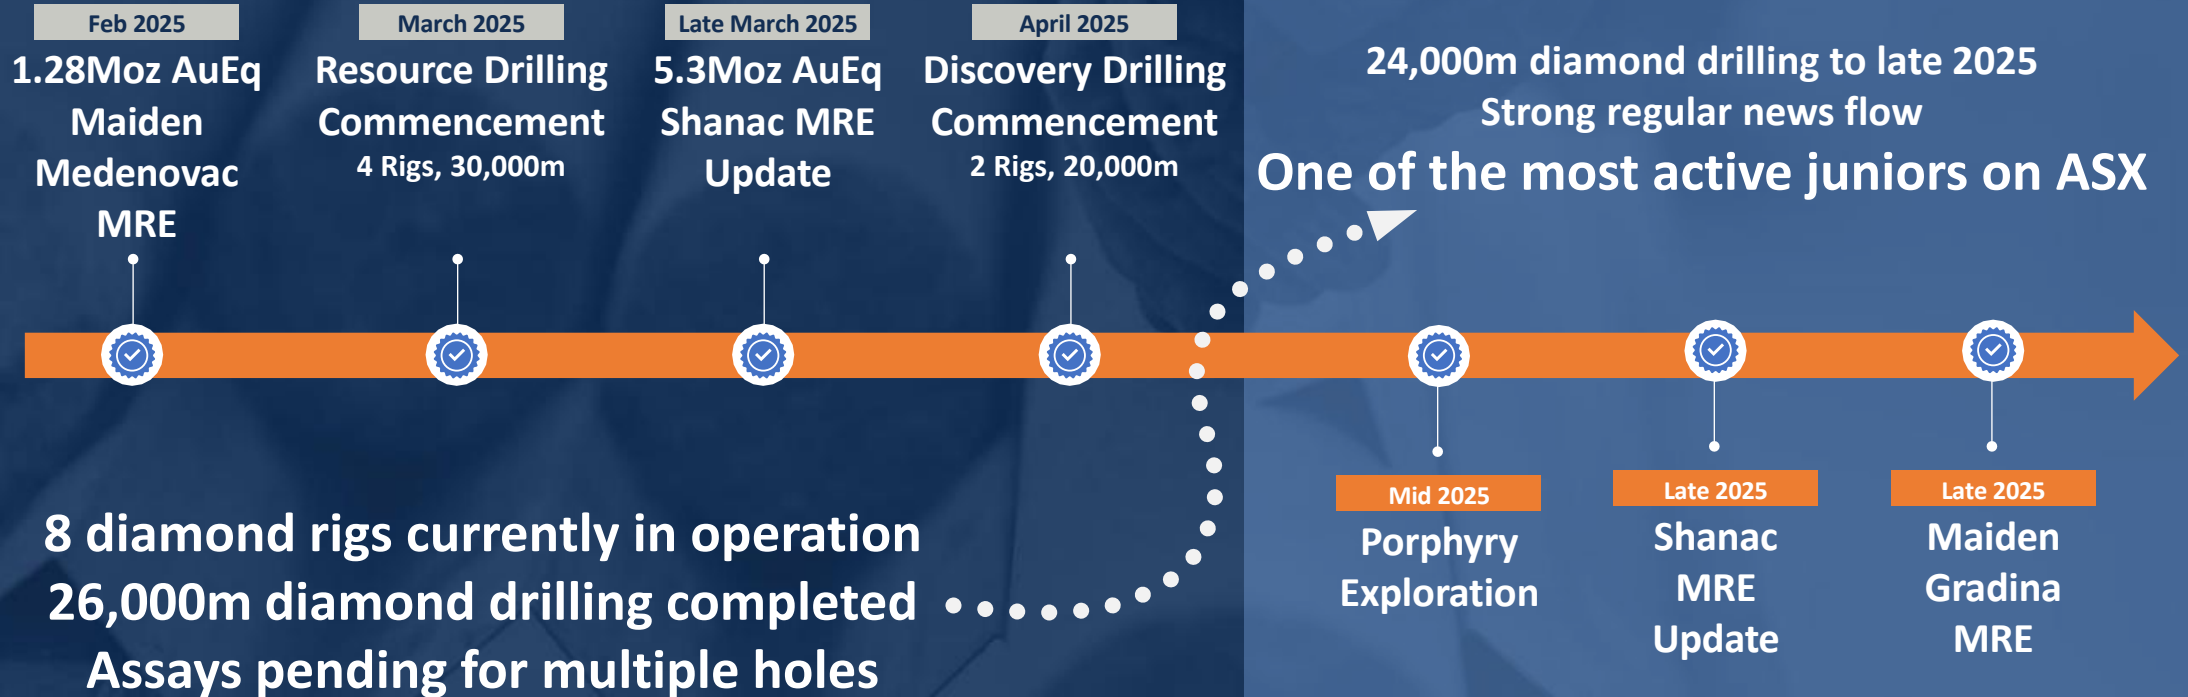 Feb 2025
1.28Moz AuEq
Maiden
Medenovac
MRE
March 2025
Resource Drilling
Commencement
4 Rigs, 30,000m
Late March 2025
5.3Moz AuEq
Shanac MRE
Update
April 2025
Discovery Drilling
Commencement
2 Rigs, 20,000m
24,000m diamond drilling to late 2025
Strong regular news flow
One of the most active juniors on ASX
8 diamond rigs currently in operation
26,000m diamond drilling completed
Assays pending for multiple holes
Mid 2025
Porphyry
Exploration
Late 2025
Shanac
MRE
Update
Late 2025
Maiden
Gradina
MRE